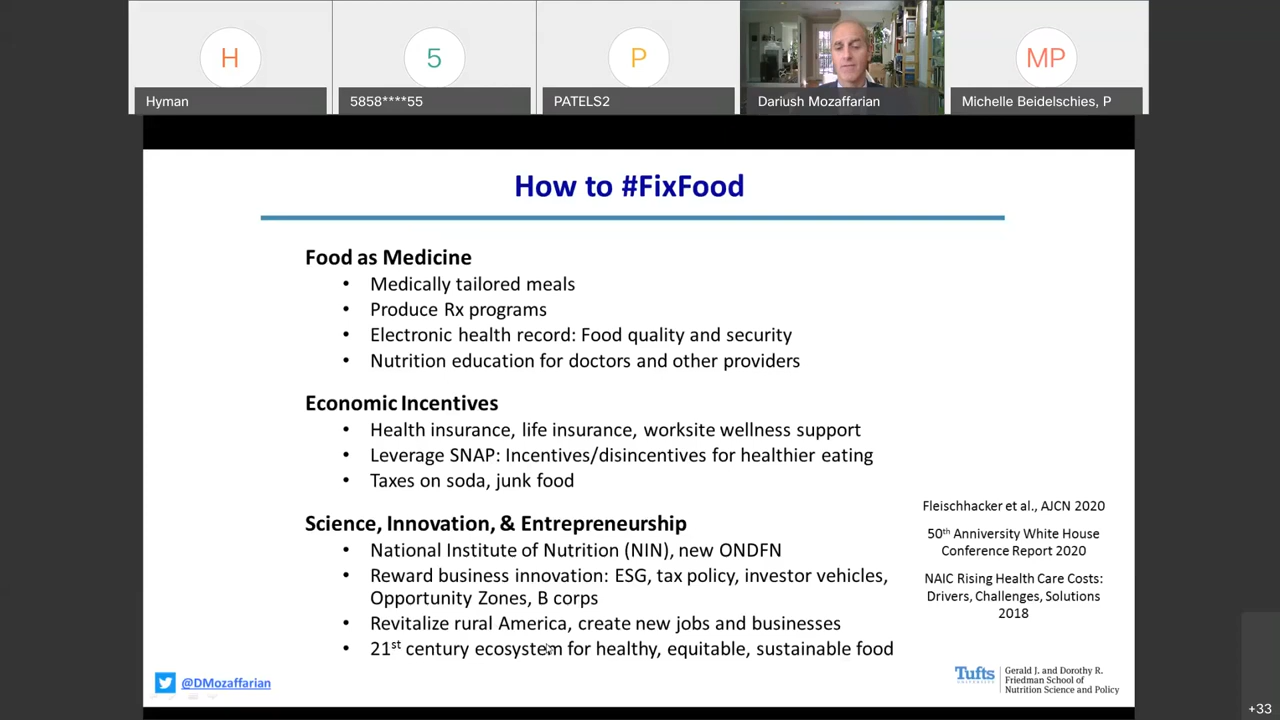 H
5
P
MP
Hyman
5858****55
PATELS2
Dariush Mozaffarian
Michelle Beidelschies, P
How to #FixFood
Food as Medicine
• Medically tailored meals
• Produce Rx programs
• Electronic health record: Food quality and security
• Nutrition education for doctors and other providers
Economic Incentives
• Health insurance, life insurance, worksite wellness support
• Leverage SNAP: Incentives/disincentives for healthier eating
• Taxes on soda, junk food
Science, Innovation, & Entrepreneurship
• National Institute of Nutrition (NIN), new ONDFN
• Reward business innovation: ESG, tax policy, investor vehicles,
Opportunity Zones, B corps
• Revitalize rural America, create new jobs and businesses
• 21st century ecosystem for healthy, equitable, sustainable food
Fleischhacker et al., AJCN 2020
50th Anniversity White House
Conference Report 2020
NAIC Rising Health Care Costs:
Drivers, Challenges, Solutions
2018
@DMozaffarian
Tufts
UNIVERSITY
Gerald J. and Dorothy R.
Friedman School of
Nutrition Science and Policy
+33